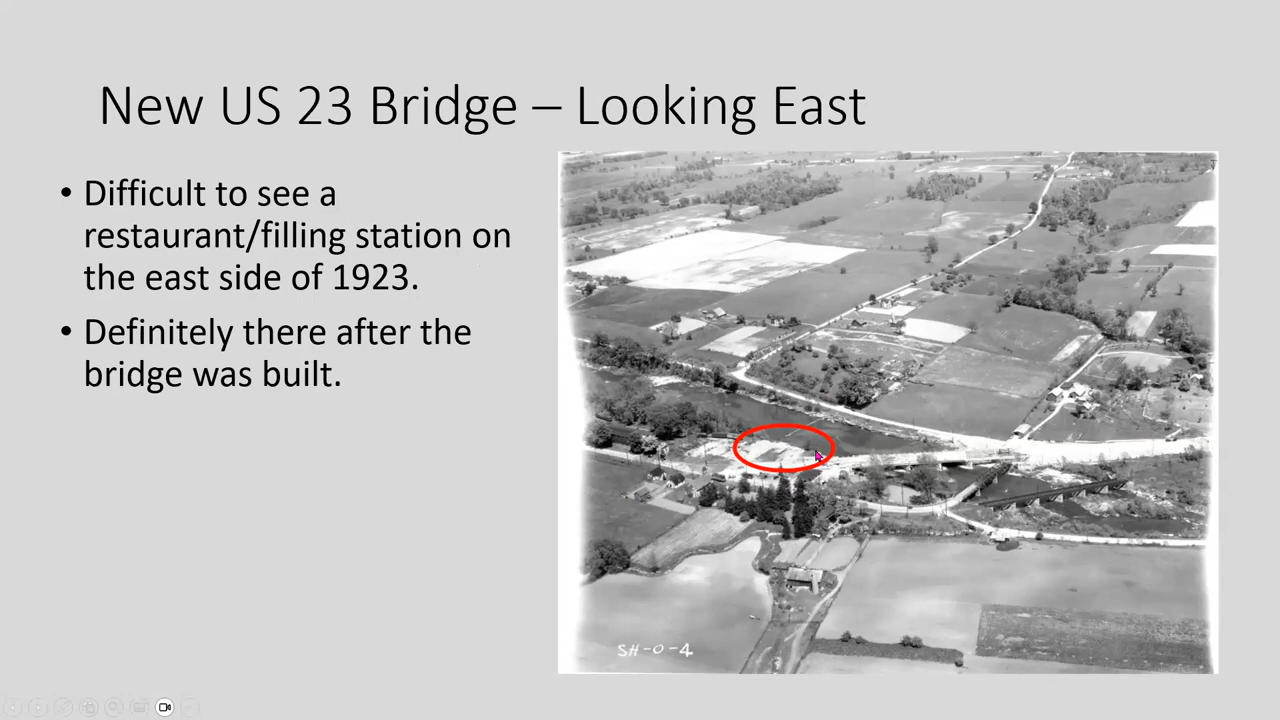 New US 23 Bridge – Looking East
• Difficult to see a
restaurant/filling station on
the east side of 1923.
• Definitely there after the
bridge was built.
SH-0-4